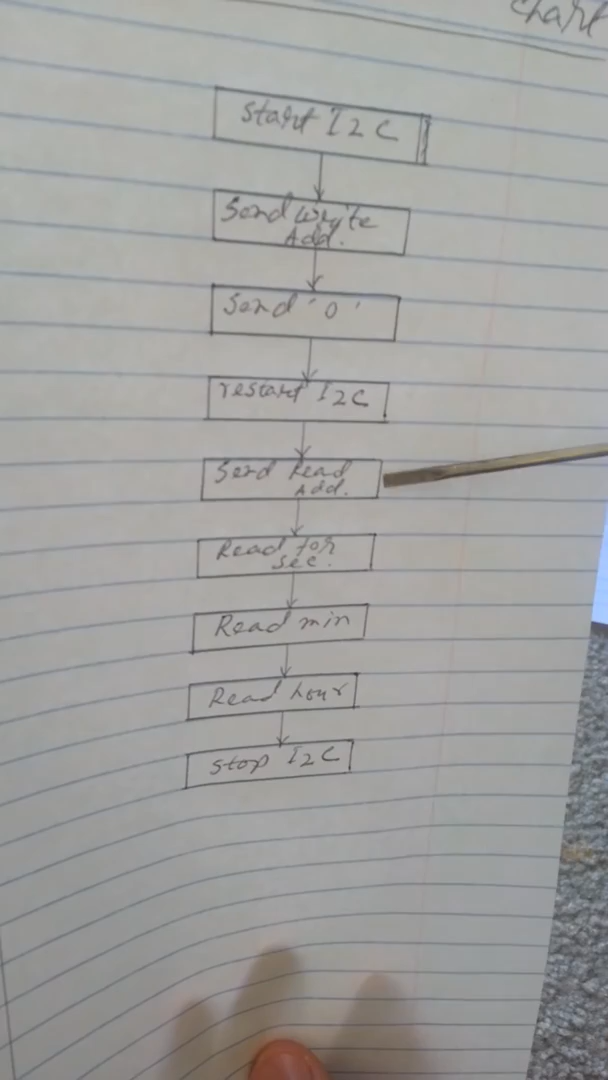 chart
start I2C
Send write
Add.
Send '0'
restart I2C
Send Read
Add.
Read for
sec.
Read min
Read hour
stop I2C